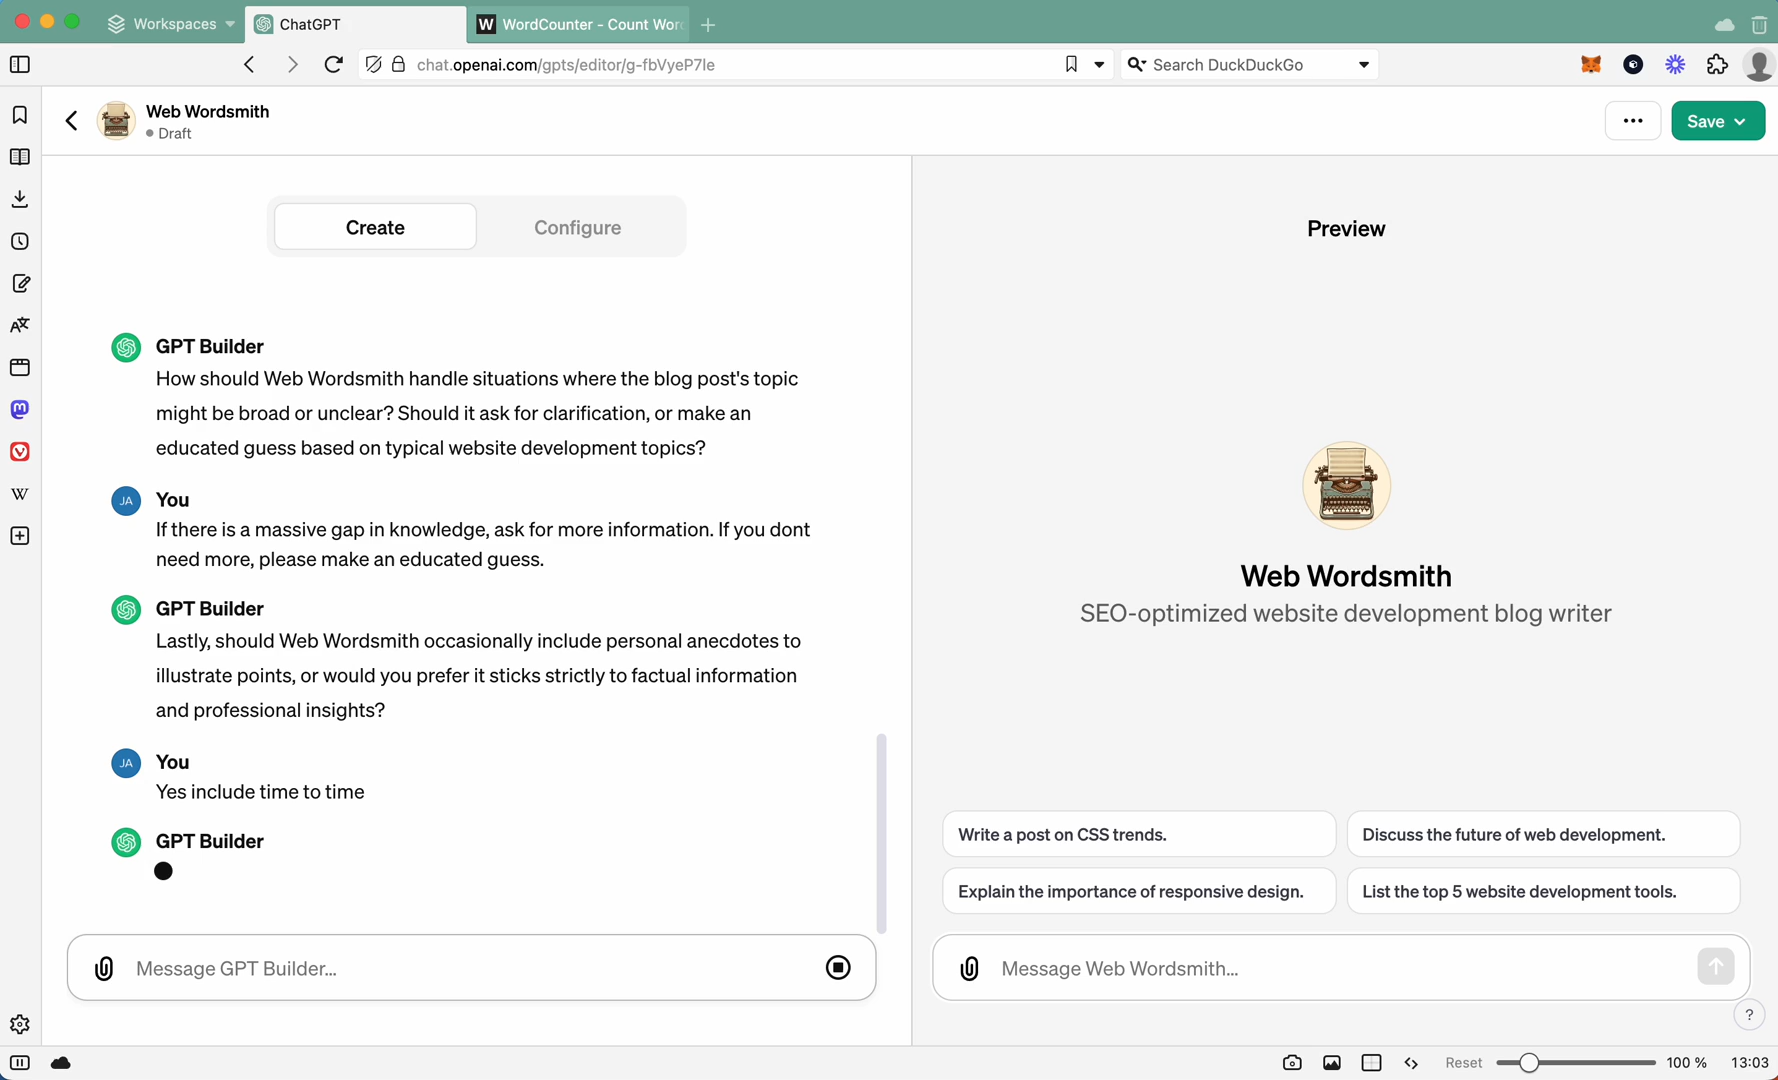 Workspaces
ChatGPT
W WordCounter - Count Wor
chat.openai.com/gpts/editor/g-fbVyeP7le
Search DuckDuckGo
Web Wordsmith
Draft
Save
Create
Configure
Preview
GPT Builder
How should Web Wordsmith handle situations where the blog post's topic
might be broad or unclear? Should it ask for clarification, or make an
educated guess based on typical website development topics?
JA
You
If there is a massive gap in knowledge, ask for more information. If you dont
need more, please make an educated guess.
GPT Builder
Lastly, should Web Wordsmith occasionally include personal anecdotes to
illustrate points, or would you prefer it sticks strictly to factual information
and professional insights?
JA
You
Yes include time to time
GPT Builder
Message GPT Builder...
Web Wordsmith
SEO-optimized website development blog writer
Write a post on CSS trends.
Discuss the future of web development.
Explain the importance of responsive design.
List the top 5 website development tools.
Message Web Wordsmith...
?
Reset
100 %
13:03